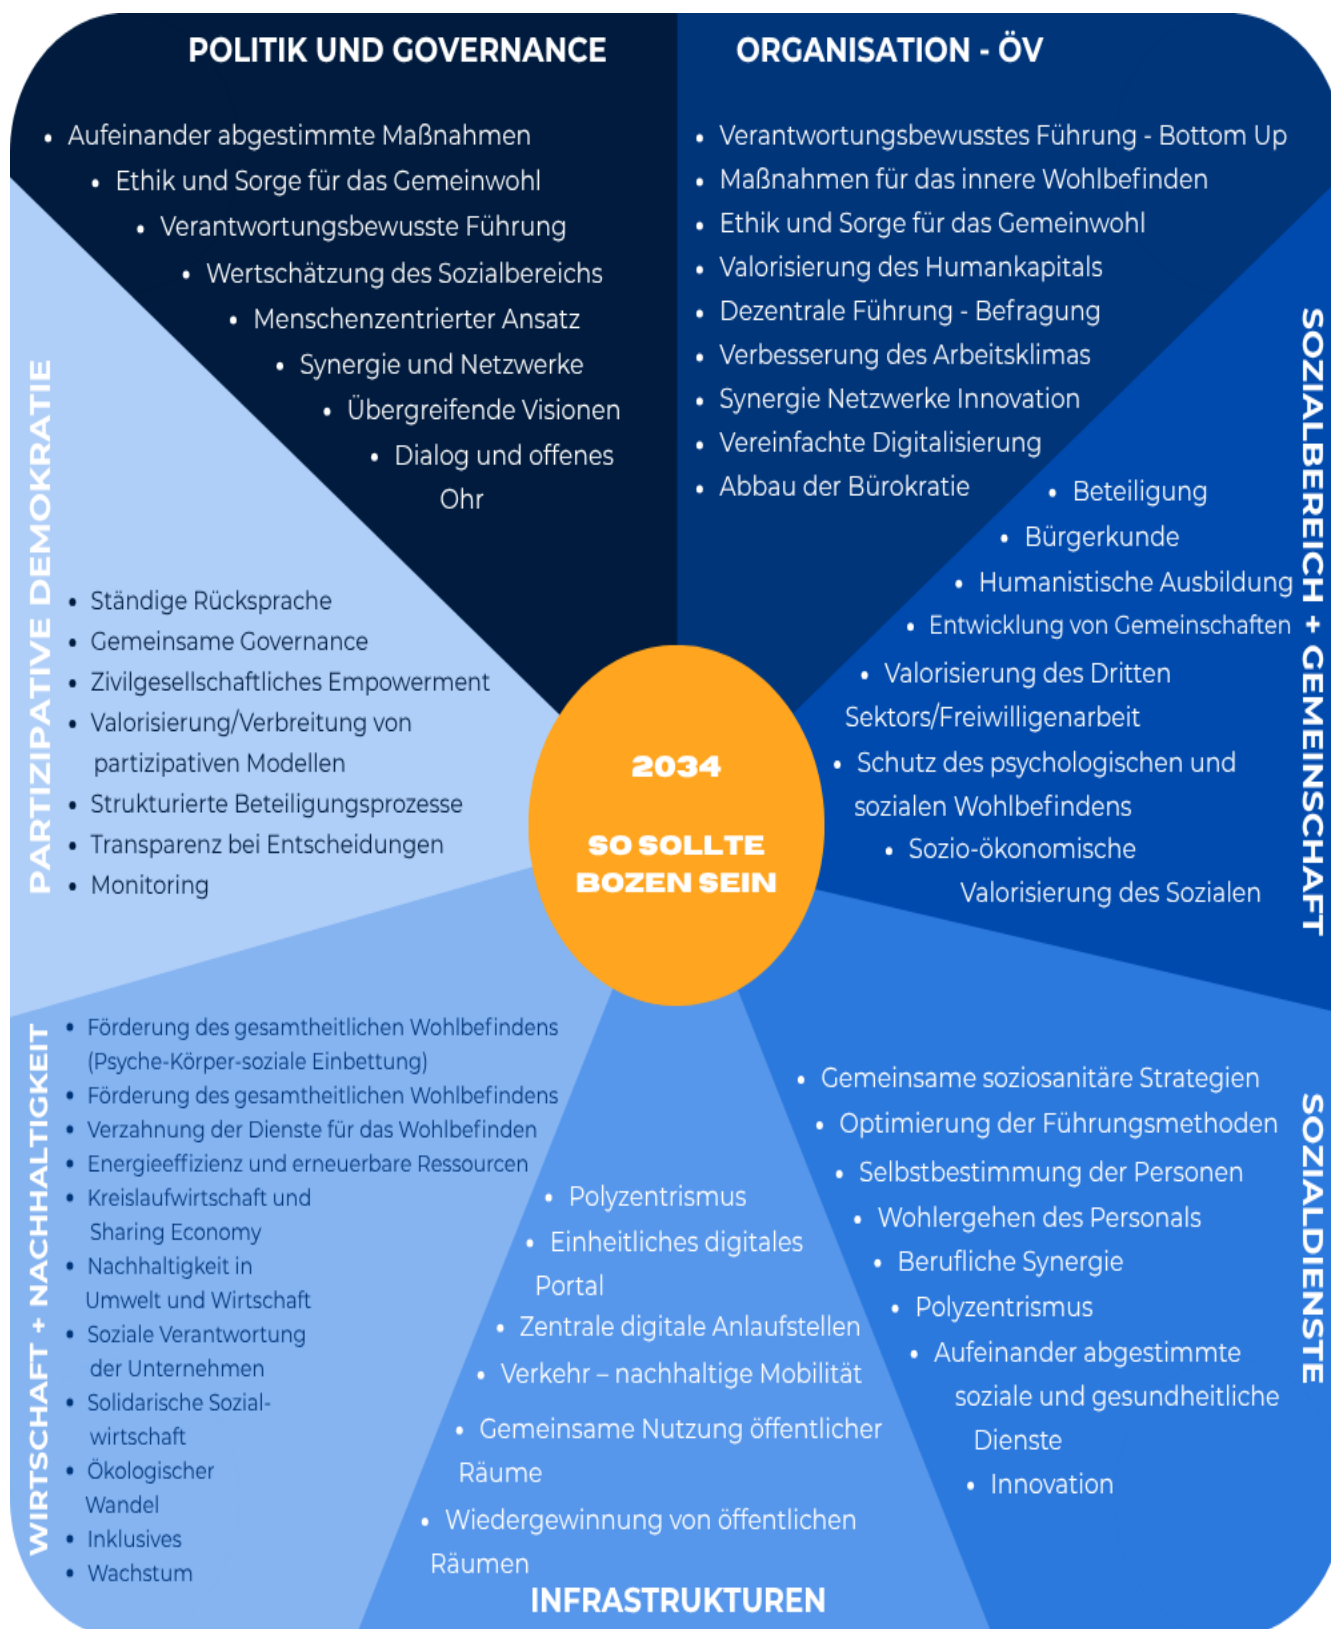 POLITIK UND GOVERNANCE
• Aufeinander abgestimmte Maßnahmen
• Ethik und Sorge für das Gemeinwohl
• Verantwortungsbewusste Führung
• Wertschätzung des Sozialbereichs
• Menschenzentrierter Ansatz
• Synergie und Netzwerke
• Übergreifende Visionen
• Dialog und offenes
Ohr
ORGANISATION - ÖV
• Verantwortungsbewusstes Führung - Bottom Up
• Maßnahmen für das innere Wohlbefinden
• Ethik und Sorge für das Gemeinwohl
• Valorisierung des Humankapitals
• Dezentrale Führung - Befragung
• Verbesserung des Arbeitsklimas
• Synergie Netzwerke Innovation
• Vereinfachte Digitalisierung
• Abbau der Bürokratie
SOZIALBEREICH + GEMEINSCHAFT
• Beteiligung
• Bürgerkunde
• Humanistische Ausbildung
• Entwicklung von Gemeinschaften
• Valorisierung des Dritten
Sektors/Freiwilligenarbeit
• Schutz des psychologischen und
sozialen Wohlbefindens
• Sozio-ökonomische
Valorisierung des Sozialen
PARTIZIPATIVE DEMOKRATIE
• Ständige Rücksprache
• Gemeinsame Governance
• Zivilgesellschaftliches Empowerment
• Valorisierung/Verbreitung von
partizipativen Modellen
• Strukturierte Beteiligungsprozesse
• Transparenz bei Entscheidungen
• Monitoring
2034
SO SOLLTE
BOZEN SEIN
WIRTSCHAFT + NACHHALTIGKEIT
• Förderung des gesamtheitlichen Wohlbefindens
(Psyche-Körper-soziale Einbettung)
• Förderung des gesamtheitlichen Wohlbefindens
• Verzahnung der Dienste für das Wohlbefinden
• Energieeffizienz und erneuerbare Ressourcen
• Kreislaufwirtschaft und
Sharing Economy
• Nachhaltigkeit in
Umwelt und Wirtschaft
• Soziale Verantwortung
der Unternehmen
• Solidarische Sozial-
wirtschaft
• Ökologischer
Wandel
• Inklusives
• Wachstum
• Polyzentrismus
• Einheitliches digitales
Portal
• Zentrale digitale Anlaufstellen
• Verkehr – nachhaltige Mobilität
• Gemeinsame Nutzung öffentlicher
Räume
• Wiedergewinnung von öffentlichen
Räumen
INFRASTRUKTUREN
SOZIALDIENSTE
• Gemeinsame soziosanitäre Strategien
• Optimierung der Führungsmethoden
• Selbstbestimmung der Personen
• Wohlergehen des Personals
• Berufliche Synergie
• Polyzentrismus
• Aufeinander abgestimmte
soziale und gesundheitliche
Dienste
• Innovation